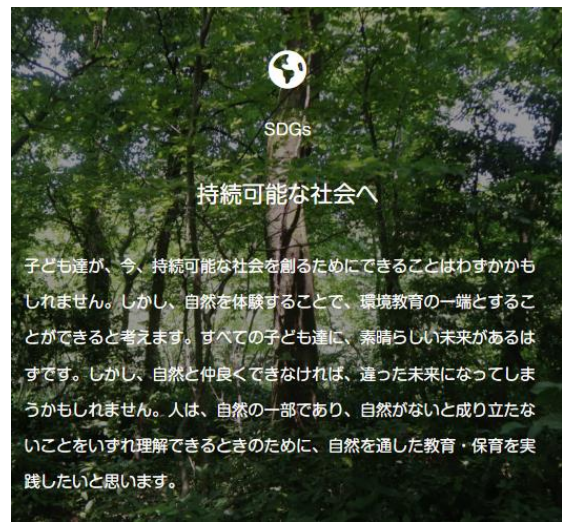 SDGs
持続可能な社会へ
子ども達が、今、持続可能な社会を創るためにできることはわずかかも
しれません。しかし、自然を体験することで、環境教育の一端とするこ
とができると考えます。すべての子ども達に、素晴らしい未来があるは
ずです。しかし、自然と仲良くできなければ、違った未来になってしま
うかもしれません。人は、自然の一部であり、自然がないと成り立たな
いことをいずれ理解できるときのために、自然を通した教育・保育を実
践したいと思います。